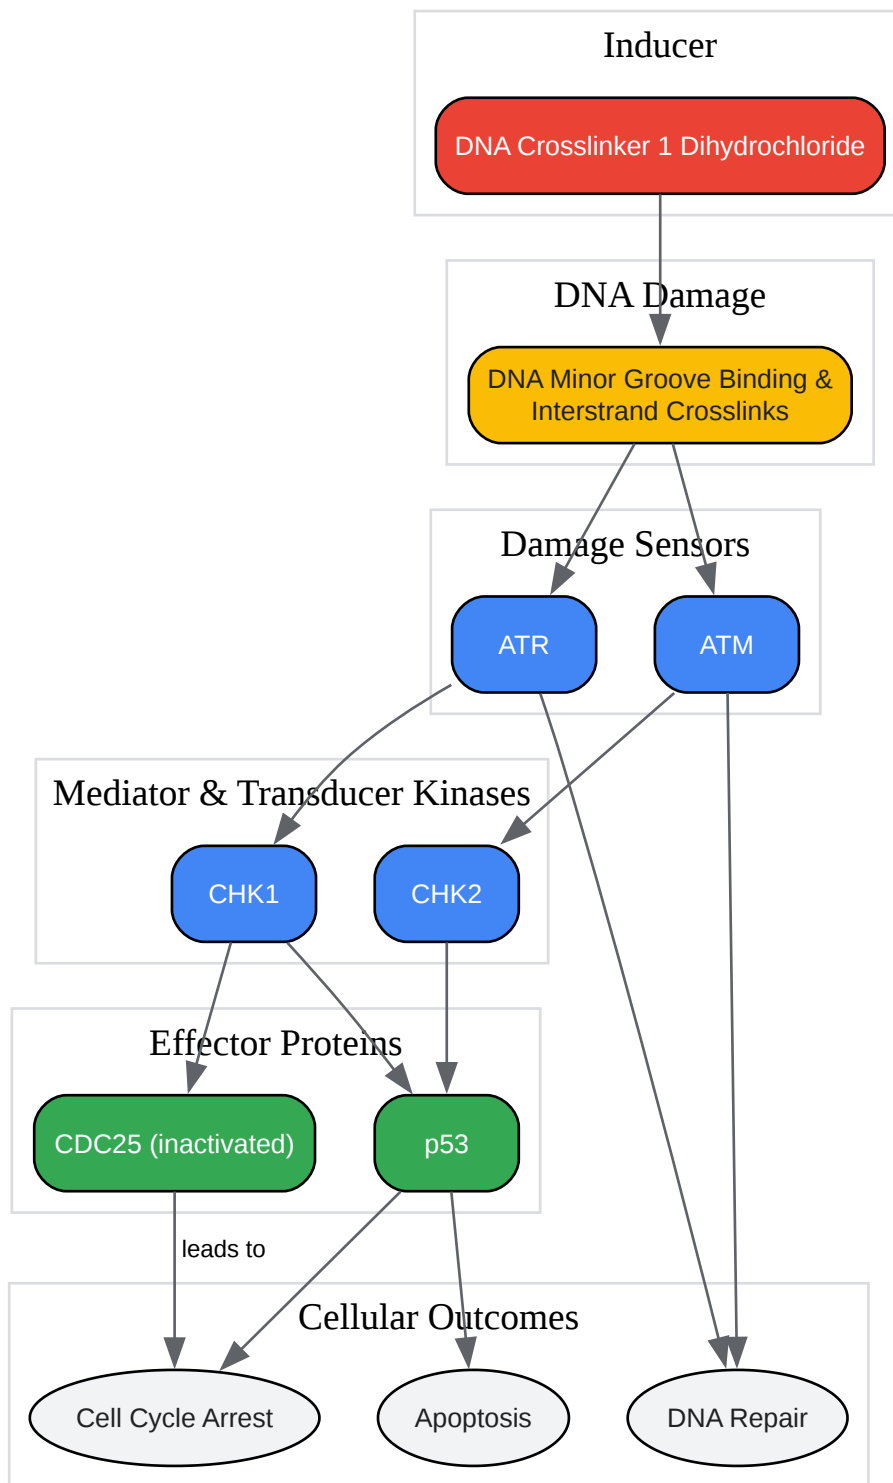 Inducer
DNA Crosslinker 1 Dihydrochloride
DNA Damage
DNA Minor Groove Binding &
Interstrand Crosslinks
Damage Sensors
ATR
ATM
Mediator & Transducer Kinases
CHK1
CHK2
Effector Proteins
CDC25 (inactivated)
p53
leads to
Cellular Outcomes
Cell Cycle Arrest
Apoptosis
DNA Repair